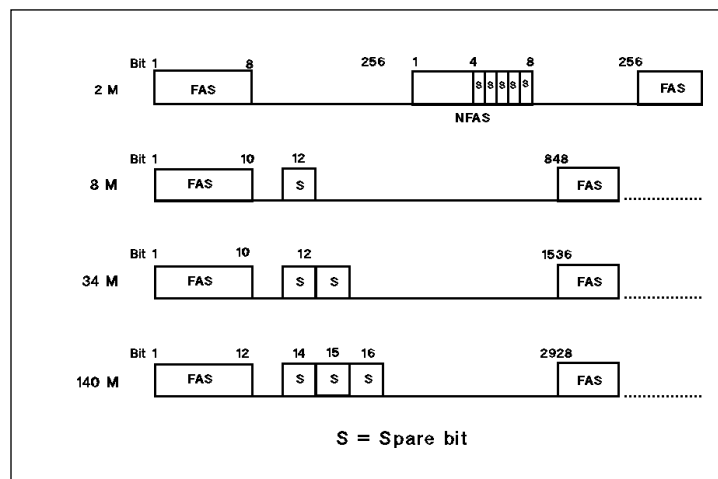 Bit 1 8 256 1 4 8 256
2 M FAS S S S S S FAS
NFAS
Bit 1 10 12 848
8 M FAS S FAS
Bit 1 10 12 1536
34 M FAS S S FAS
Bit 1 12 14 15 16 2928
140 M FAS S S S FAS
S = Spare bit